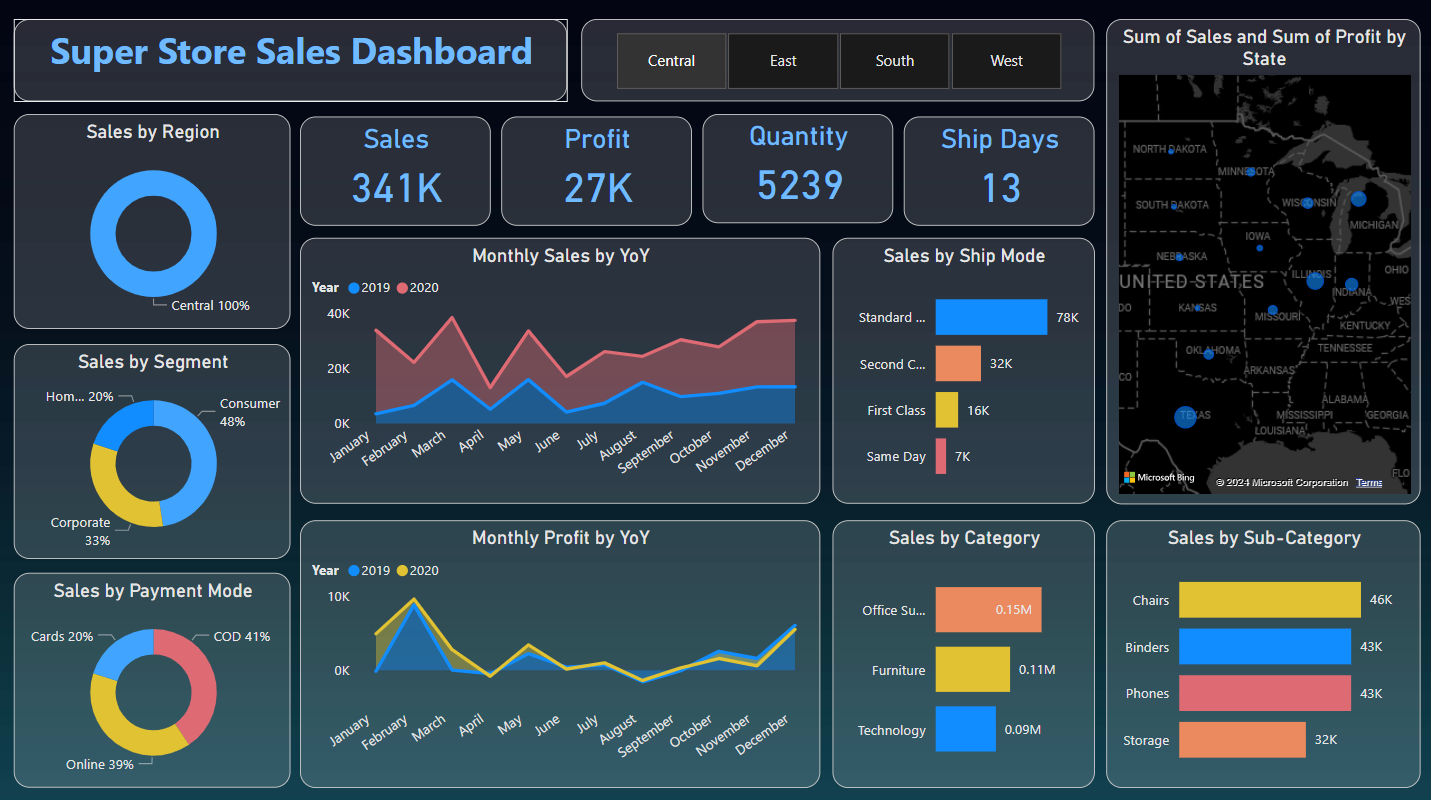 Super Store Sales Dashboard
Central
East
South
West
Sum of Sales and Sum of Profit by
State
Sales by Region
Central 100%
Sales
341K
Profit
27K
Quantity
5239
Ship Days
13
NORTH DAKOTA
MINNESOTA
SOUTH DAKOTA
WISCONSIN
MICHIGAN
IOWA
NEBRASKA
UNITED STATES
ILLINOIS
INDIANA
OHIO
DO
KANSAS
MISSOURI
WES
KENTUCKY
OKLAHOMA
TENNESSEE
CO
ARKANSAS
ALABAMA
TEXAS
MISSISSIPPI
GEORGIA
LOUISIANA
FLO
Microsoft Bing
© 2024 Microsoft Corporation Terms
Monthly Sales by YoY
Year 2019 2020
40K
20K
0K
January
February
March
April
May
June
July
August
September
October
November
December
Sales by Ship Mode
Standard ... 78K
Second C... 32K
First Class 16K
Same Day 7K
Sales by Segment
Hom... 20%
Consumer
48%
Corporate
33%
Sales by Payment Mode
Cards 20%
COD 41%
Online 39%
Monthly Profit by YoY
Year 2019 2020
10K
0K
January
February
March
April
May
June
July
August
September
October
November
December
Sales by Category
Office Su... 0.15M
Furniture 0.11M
Technology 0.09M
Sales by Sub-Category
Chairs 46K
Binders 43K
Phones 43K
Storage 32K